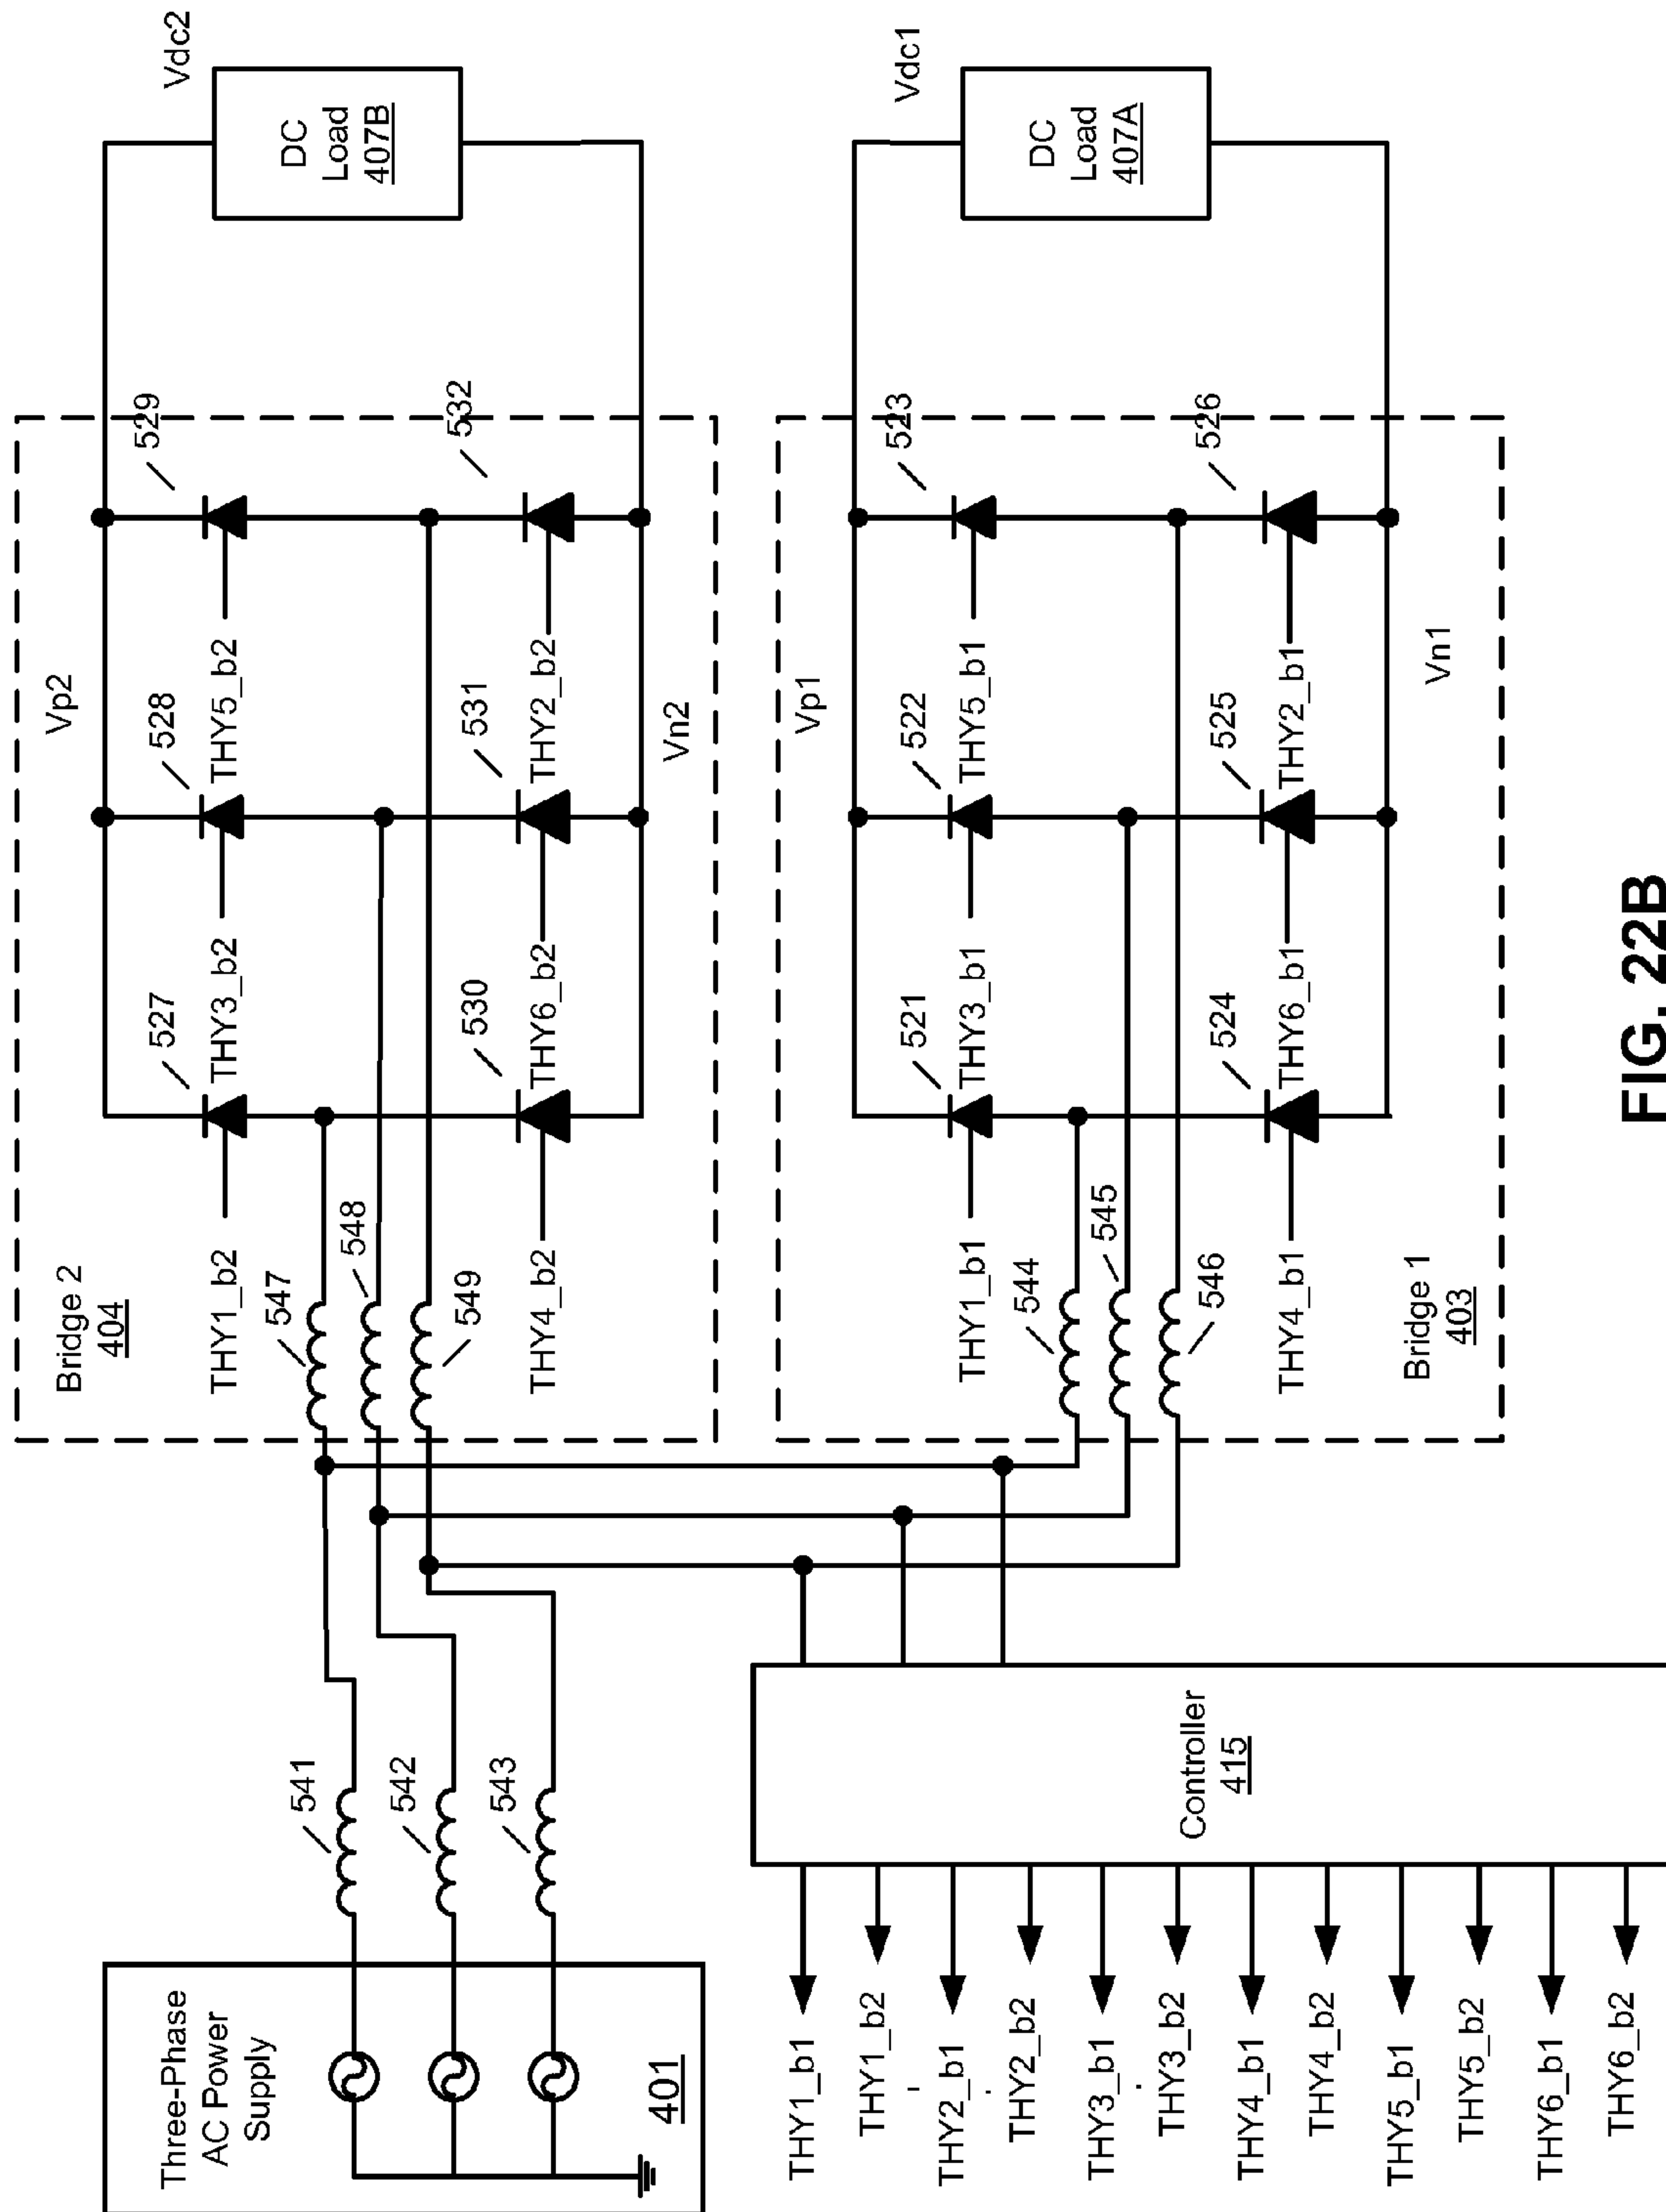 Three-Phase
AC Power
Supply
401
541
542
543
Bridge 2
404
547
548
549
THY1_b2
THY4_b2
527
THY3_b2
530
THY6_b2
528
THY5_b2
531
THY2_b2
529
532
Vp2
Vn2
DC
Load
407B
Vdc2
Controller
415
THY1_b1
THY1_b2
THY2_b1
THY2_b2
THY3_b1
THY3_b2
THY4_b1
THY4_b2
THY5_b1
THY5_b2
THY6_b1
THY6_b2
THY1_b1
544
545
546
THY4_b1
Bridge 1
403
521
THY3_b1
524
THY6_b1
522
THY5_b1
525
THY2_b1
523
526
Vp1
Vn1
DC
Load
407A
Vdc1
FIG. 22B